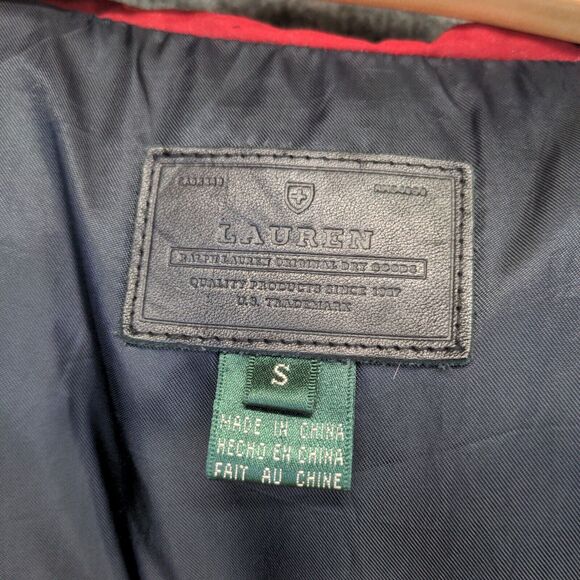 LAUREN
RALPH LAUREN ORIGINAL DRY GOODS
QUALITY PRODUCTS SINCE 1967
U.S. TRADEMARK
S
MADE IN CHINA
HECHO EN CHINA
FAIT AU CHINE